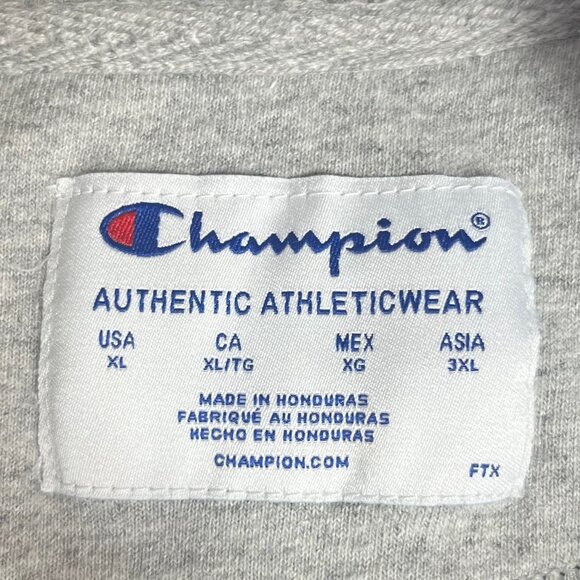 Champion®
AUTHENTIC ATHLETICWEAR
USA CA MEX ASIA
XL XL/TG XG 3XL
MADE IN HONDURAS
FABRIQUÉ AU HONDURAS
HECHO EN HONDURAS
CHAMPION.COM
FTX